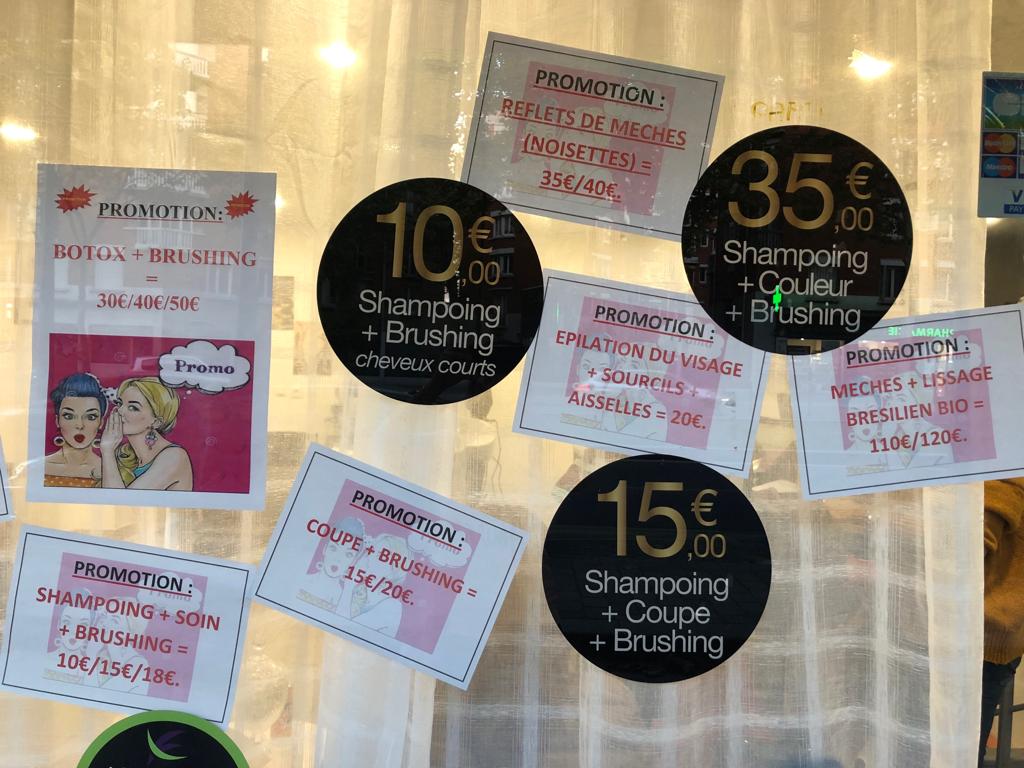 PROMOTION :
REFLETS DE MECHES
(NOISETTES) =
35€/40€.
PROMOTION:
BOTOX + BRUSHING
=
30€/40€/50€
Promo
10€,00
Shampoing
+ Brushing
cheveux courts
35€,00
Shampoing
+ Couleur
+ Brushing
PROMOTION :
EPILATION DU VISAGE
+ SOURCILS +
AISSELLES = 20€.
PROMOTION :
MECHES + LISSAGE
BRESILIEN BIO =
110€/120€.
PROMOTION :
COUPE + BRUSHING =
15€/20€.
15€,00
Shampoing
+ Coupe
+ Brushing
PROMOTION :
SHAMPOING + SOIN
+ BRUSHING =
10€/15€/18€.